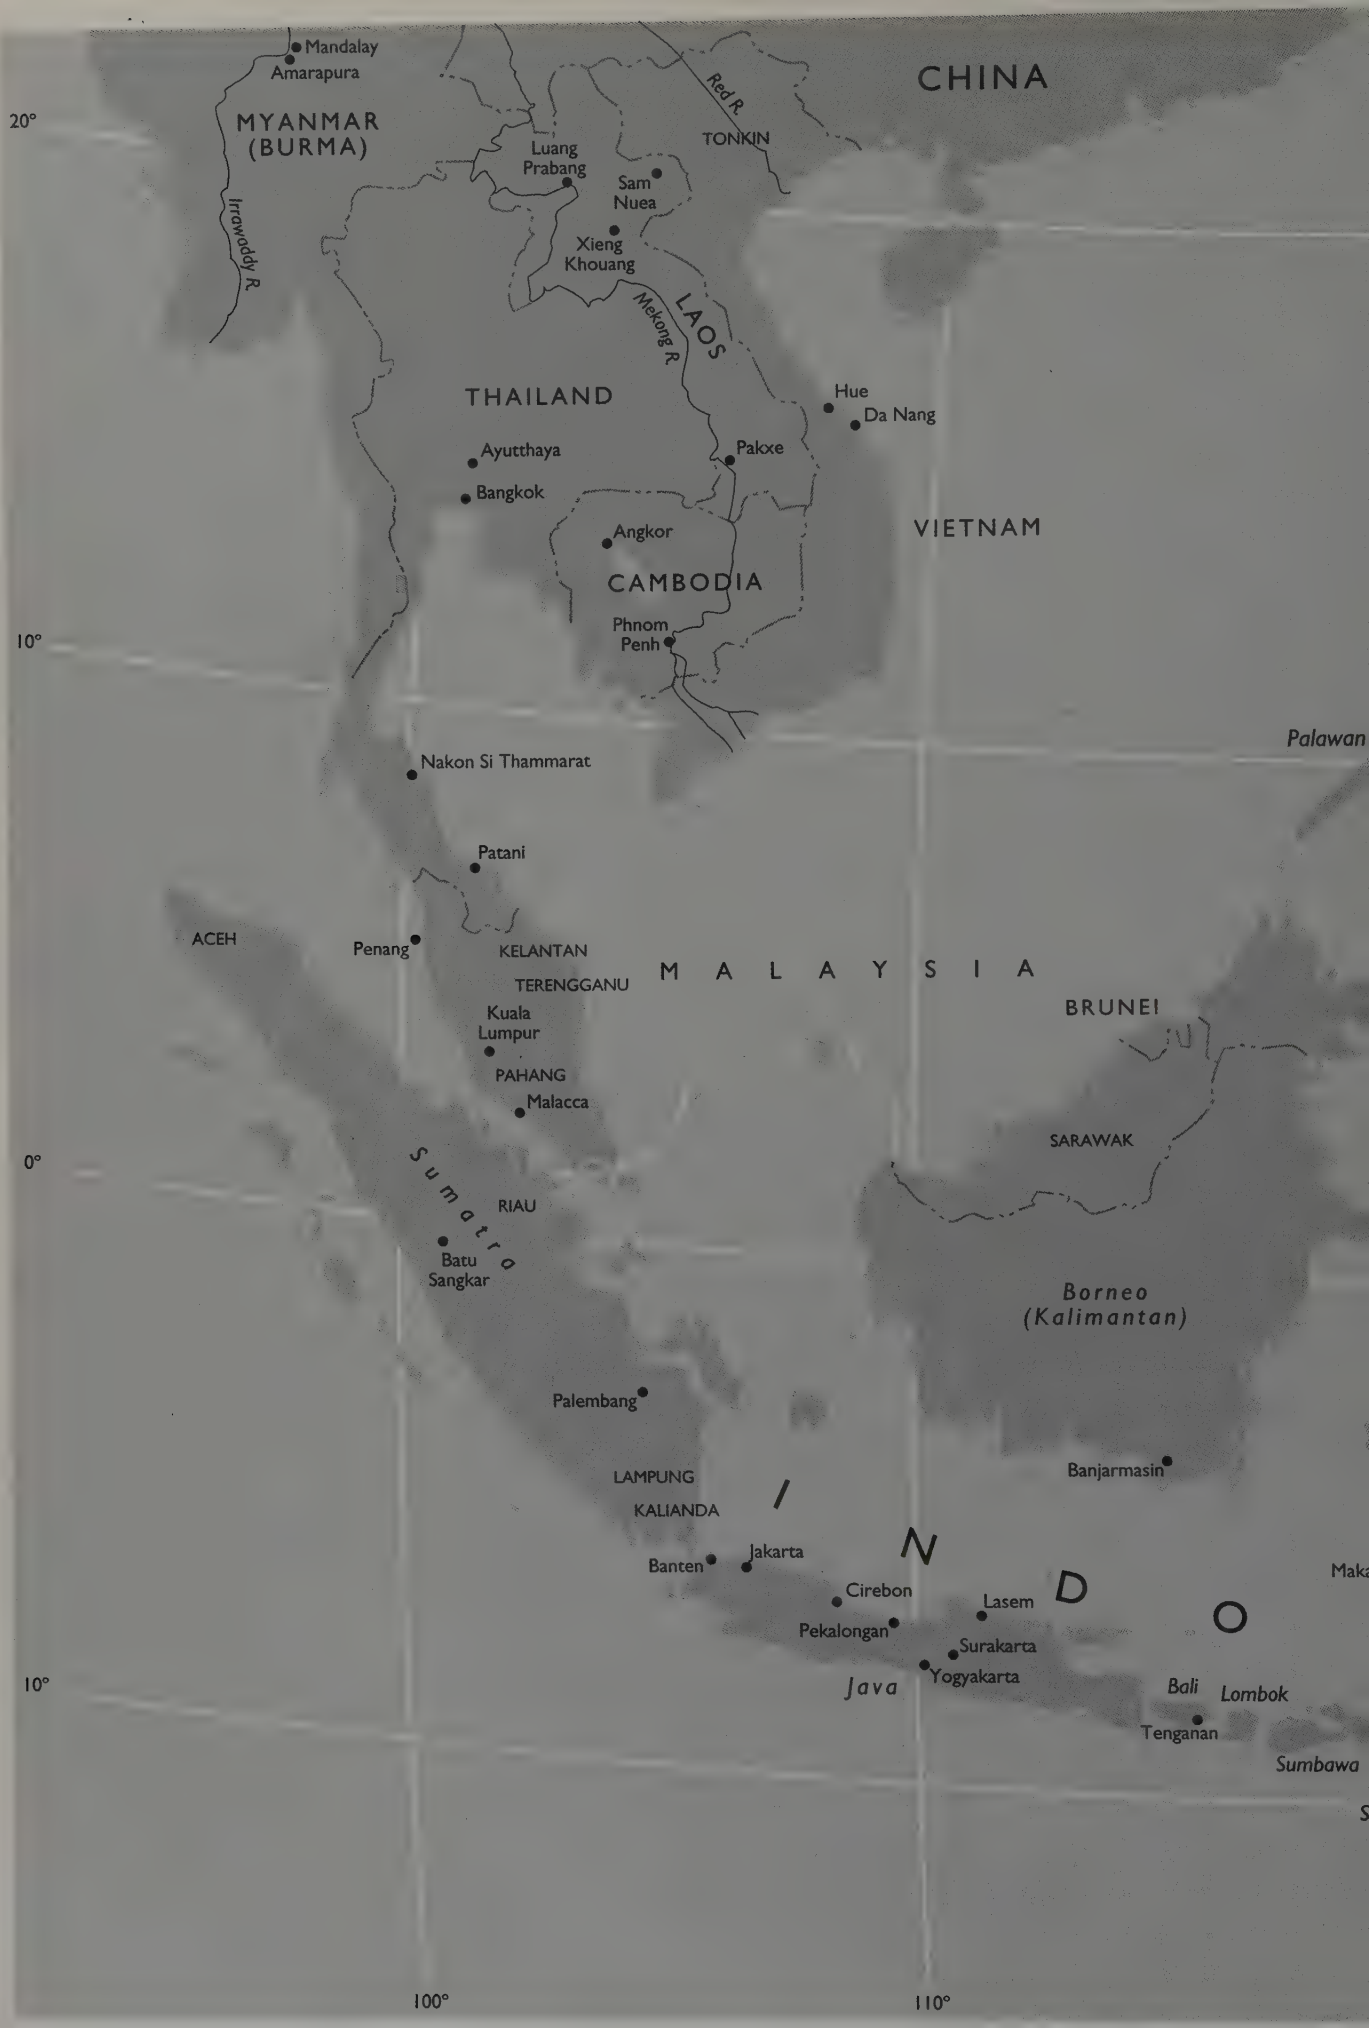 Mandalay
Amarapura
CHINA
Red R.
20°
MYANMAR
(BURMA)
TONKIN
Luang
Prabang
Sam
Nuea
Irrawaddy R.
Xieng
Khouang
Mekong R.
LAOS
THAILAND
Hue
Da Nang
Ayutthaya
Pakxe
Bangkok
VIETNAM
Angkor
CAMBODIA
Phnom
Penh
10°
Palawan
Nakon Si Thammarat
Patani
ACEH
Penang
KELANTAN
MALAYSIA
TERENGGANU
BRUNEI
Kuala
Lumpur
PAHANG
Malacca
SARAWAK
0°
Sumatra
RIAU
Batu
Sangkar
Borneo
(Kalimantan)
Palembang
Banjarmasin
LAMPUNG
KALIANDA
I N D O
Banten
Jakarta
Maka
Cirebon
Lasem
Pekalongan
Surakarta
Yogyakarta
Java
10°
Bali
Lombok
Tenganan
Sumbawa
S
100°
110°